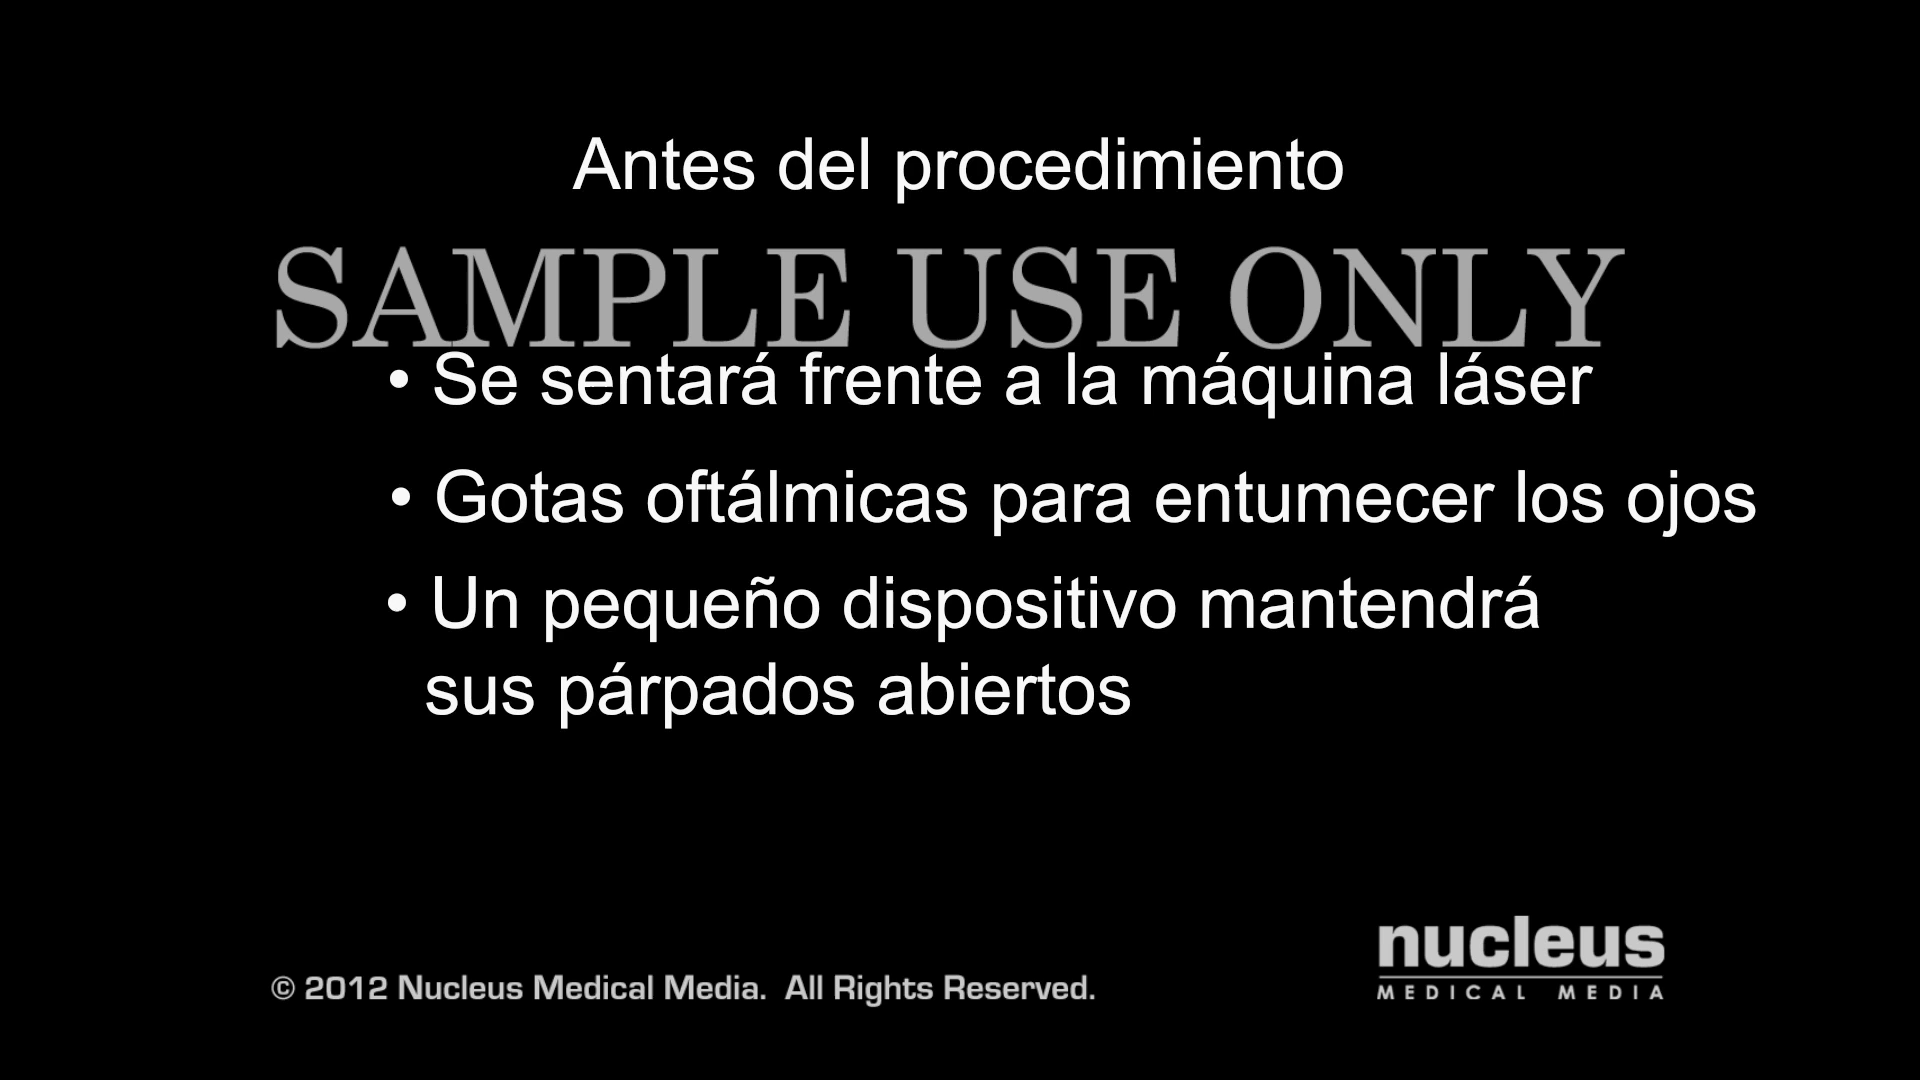 Antes del procedimiento
SAMPLE USE ONLY
• Se sentará frente a la máquina láser
• Gotas oftálmicas para entumecer los ojos
• Un pequeño dispositivo mantendrá
sus párpados abiertos
nucleus
MEDICAL MEDIA
© 2012 Nucleus Medical Media. All Rights Reserved.